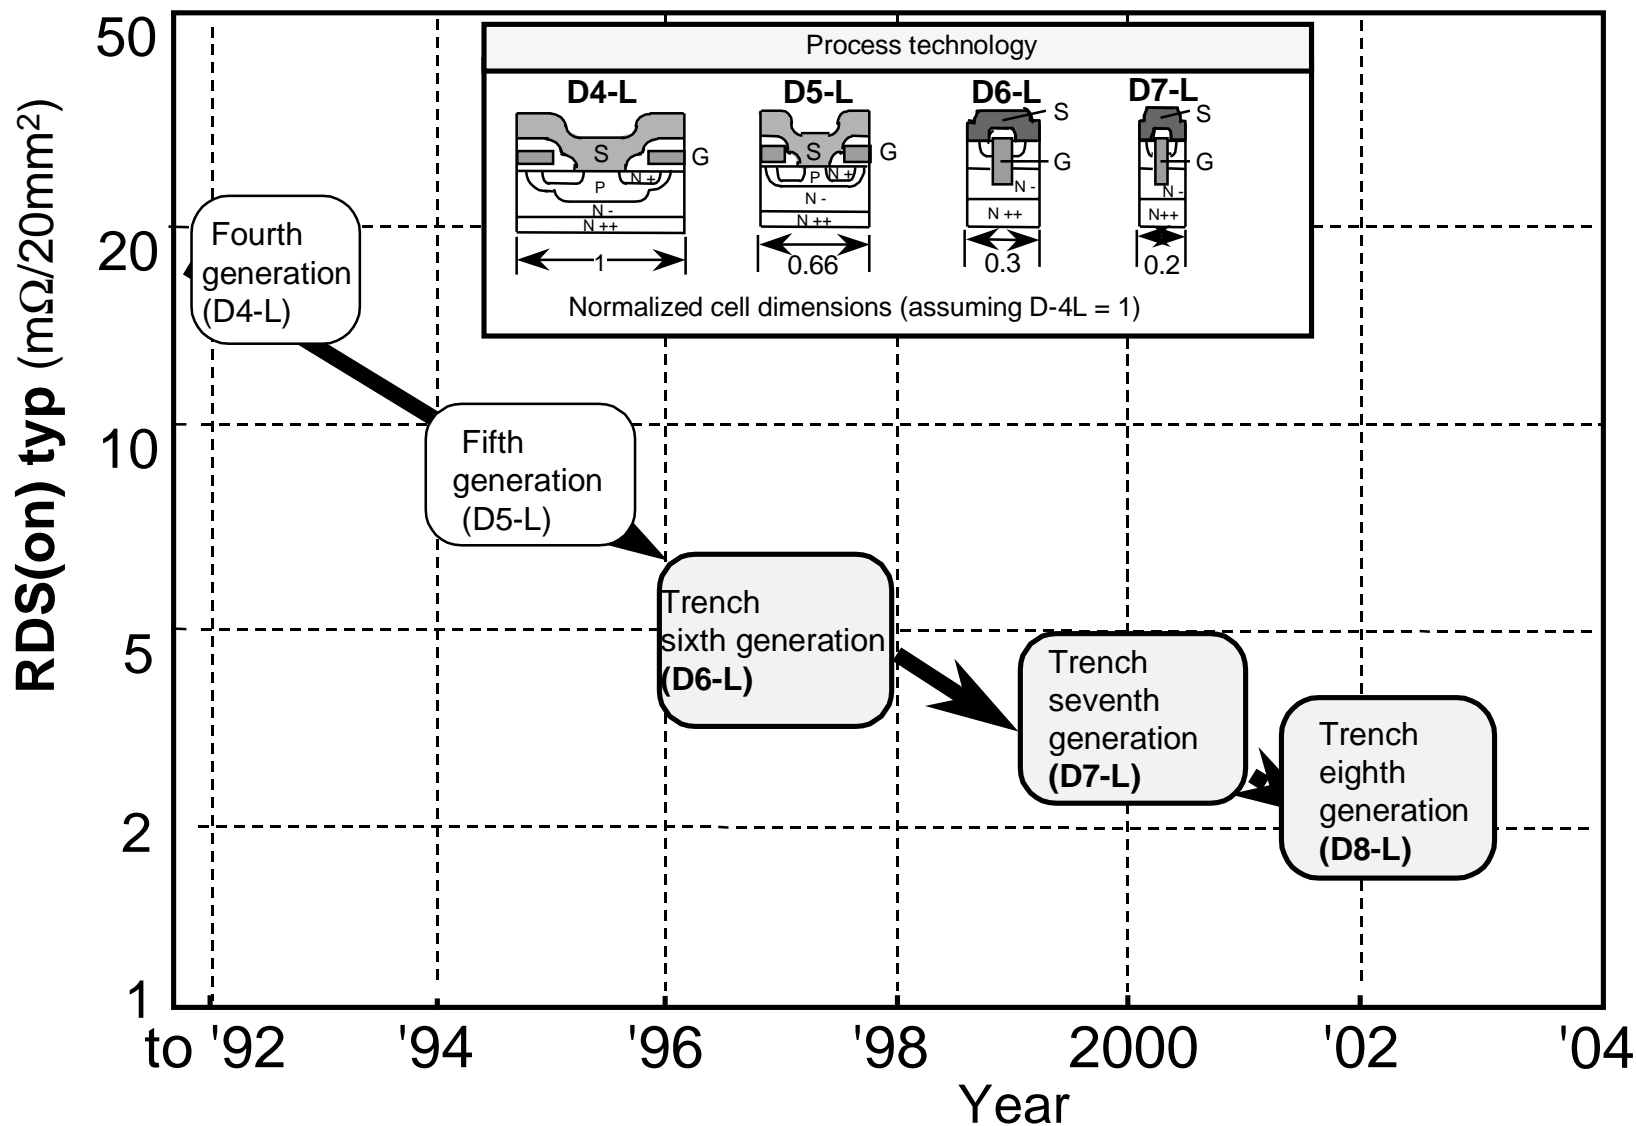 50
20
10
5
2
1
RDS(on) typ (mΩ/20mm2)
Process technology
D4-L
D5-L
D6-L
D7-L
S
G
P
N +
N -
N ++
1
S
G
P
N +
N -
N ++
0.66
S
G
N -
N ++
0.3
S
G
N -
N++
0.2
Normalized cell dimensions (assuming D-4L = 1)
Fourth
generation
(D4-L)
Fifth
generation
(D5-L)
Trench
sixth generation
(D6-L)
Trench
seventh
generation
(D7-L)
Trench
eighth
generation
(D8-L)
to '92
'94
'96
'98
2000
'02
'04
Year